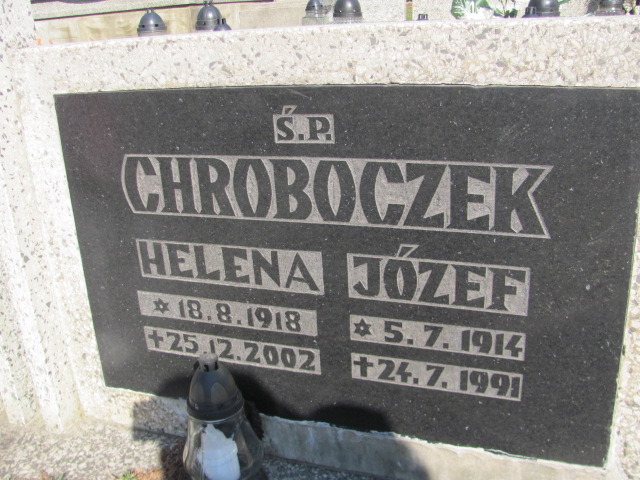 Ś.P.
CHROBOCZEK
HELENA JÓZEF
✡ 18.8.1918 ✡ 5.7.1914
✝25.12.2002 ✝24.7.1991